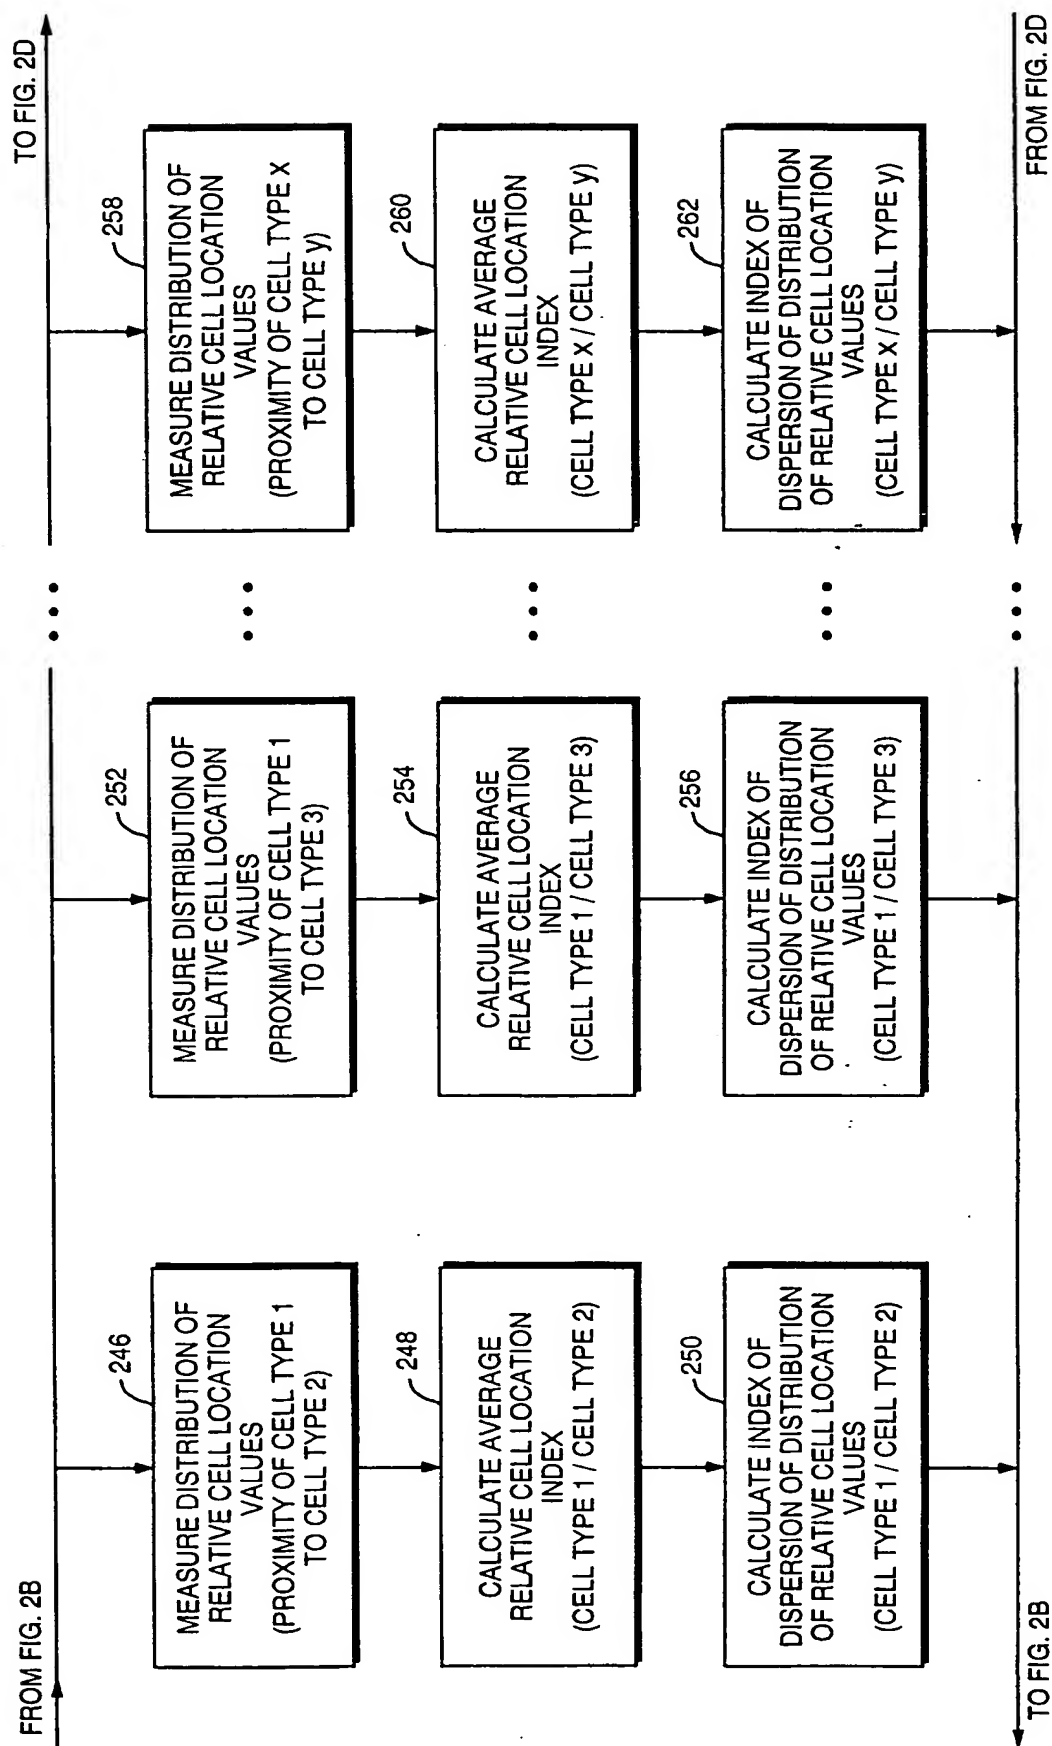 FROM FIG. 2B
TO FIG. 2D
246
MEASURE DISTRIBUTION OF
RELATIVE CELL LOCATION
VALUES
(PROXIMITY OF CELL TYPE 1
TO CELL TYPE 2)
248
CALCULATE AVERAGE
RELATIVE CELL LOCATION
INDEX
(CELL TYPE 1 / CELL TYPE 2)
250
CALCULATE INDEX OF
DISPERSION OF DISTRIBUTION
OF RELATIVE CELL LOCATION
VALUES
(CELL TYPE 1 / CELL TYPE 2)
252
MEASURE DISTRIBUTION OF
RELATIVE CELL LOCATION
VALUES
(PROXIMITY OF CELL TYPE 1
TO CELL TYPE 3)
254
CALCULATE AVERAGE
RELATIVE CELL LOCATION
INDEX
(CELL TYPE 1 / CELL TYPE 3)
256
CALCULATE INDEX OF
DISPERSION OF DISTRIBUTION
OF RELATIVE CELL LOCATION
VALUES
(CELL TYPE 1 / CELL TYPE 3)
258
MEASURE DISTRIBUTION OF
RELATIVE CELL LOCATION
VALUES
(PROXIMITY OF CELL TYPE x
TO CELL TYPE y)
260
CALCULATE AVERAGE
RELATIVE CELL LOCATION
INDEX
(CELL TYPE x / CELL TYPE y)
262
CALCULATE INDEX OF
DISPERSION OF DISTRIBUTION
OF RELATIVE CELL LOCATION
VALUES
(CELL TYPE x / CELL TYPE y)
TO FIG. 2B
FROM FIG. 2D